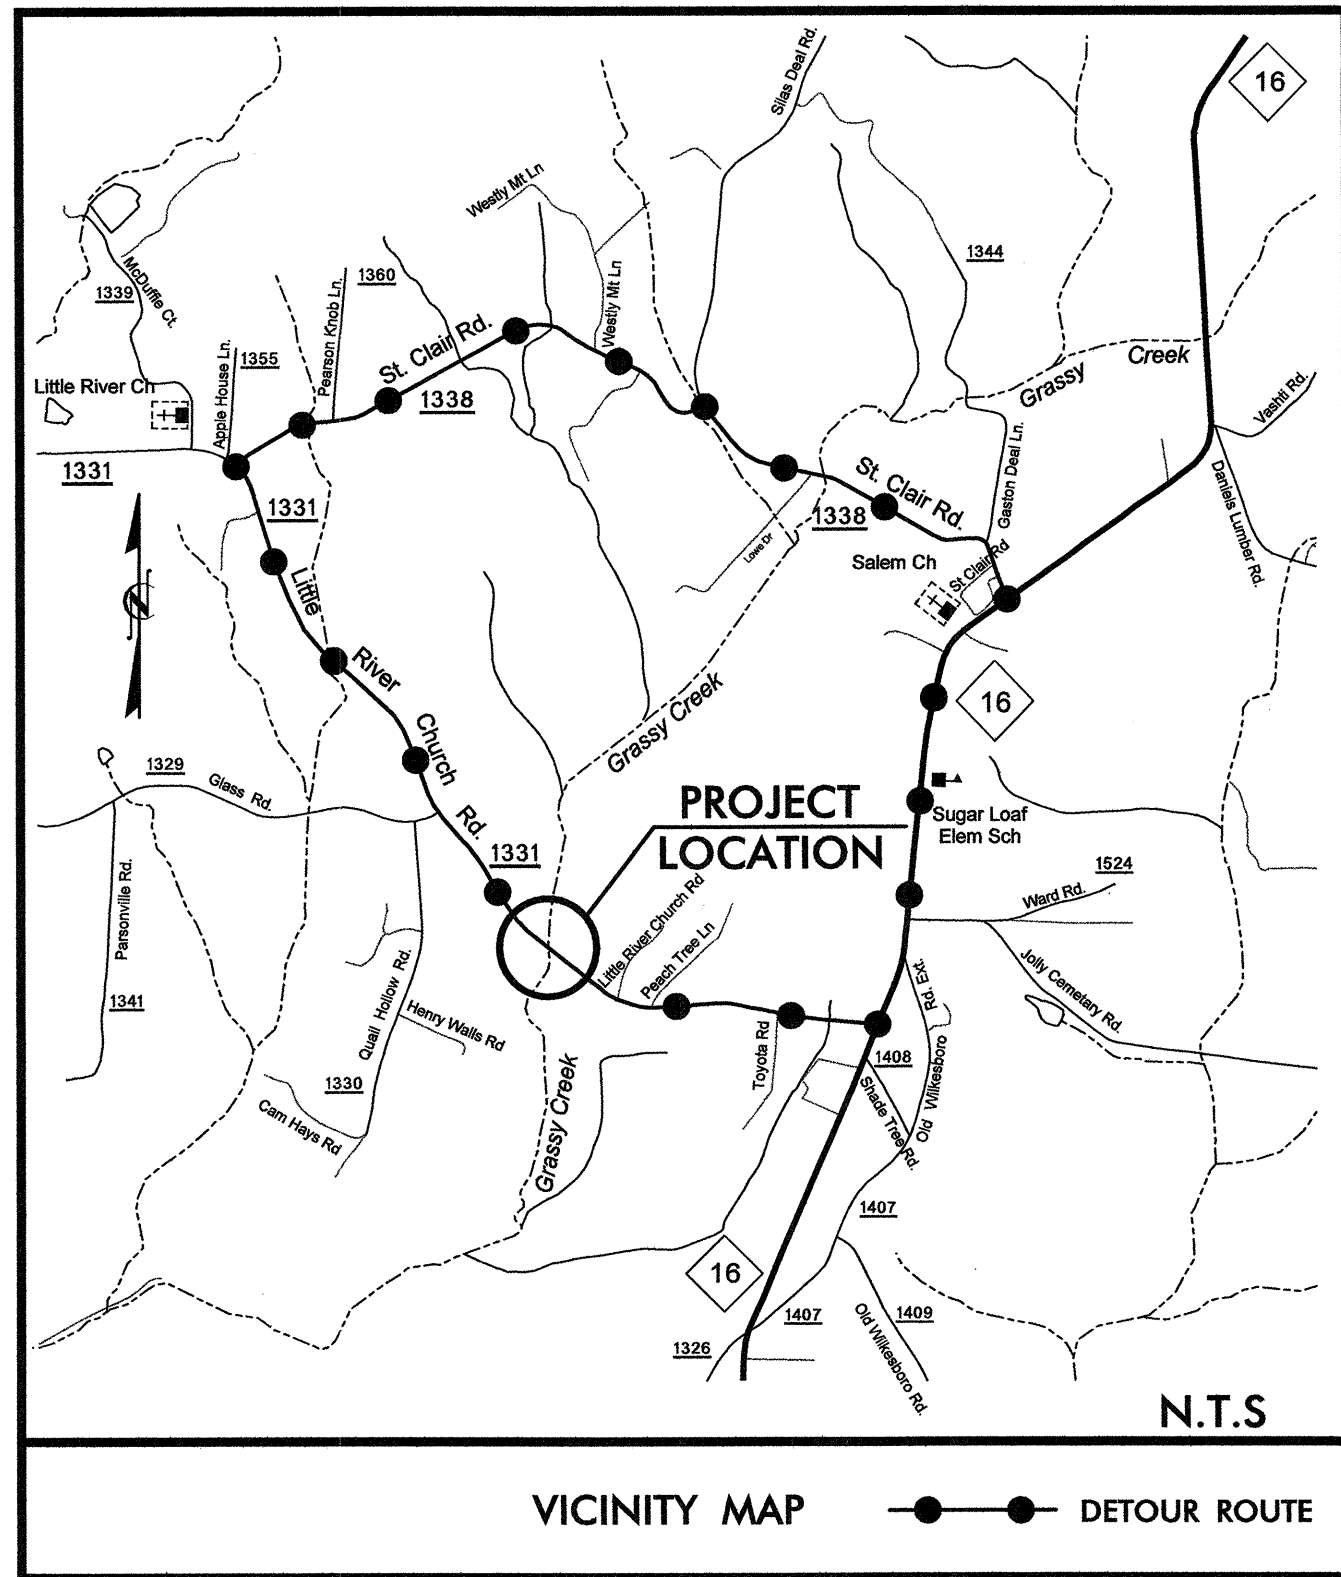 16
Silas Deal Rd.
Westly Mt Ln
1344
McDuffie Ct.
1339
1360
Pearson Knob Ln.
Westly Mt Ln
St. Clair Rd.
1338
Apple House Ln.
1355
Little River Ch
1331
Grassy
Creek
Vashti Rd.
Daniels Lumber Rd.
Gaston Deal Ln.
St. Clair Rd.
1338
Lowe Dr
Salem Ch
St Clair Rd
1331
N
Little
River
Church
Rd.
1331
16
Grassy Creek
1329
Glass Rd.
PROJECT
LOCATION
Sugar Loaf
Elem Sch
1524
Ward Rd.
Parsonville Rd.
1341
Quail Hollow Rd.
Henry Walls Rd
1330
Cam Hays Rd
Little River Church Rd
Peach Tree Ln
Toyota Rd
Jolly Cemetary Rd.
1408
Shade Tree Rd.
Old Wilkesboro Rd. Ext.
Grassy Creek
1407
16
1407
1409
1326
Old Wilkesboro Rd.
N.T.S
VICINITY MAP
DETOUR ROUTE